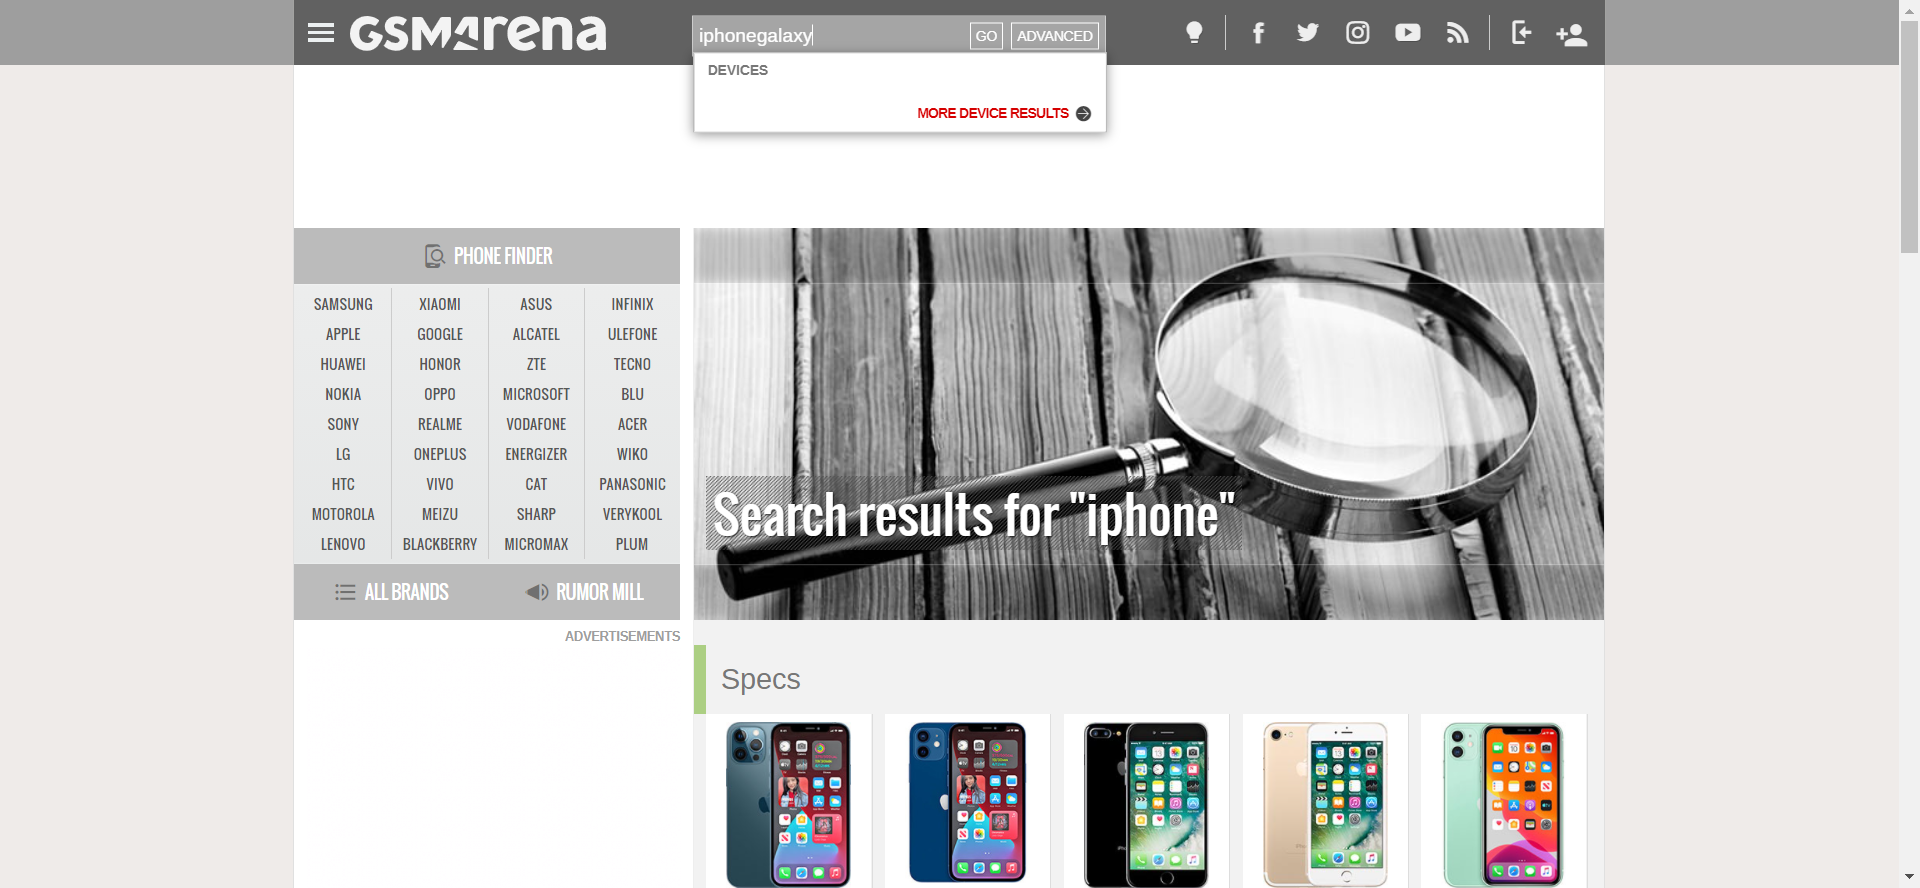 GSMArena
iphonegalaxy
GO
ADVANCED
DEVICES
MORE DEVICE RESULTS
PHONE FINDER
SAMSUNG XIAOMI ASUS INFINIX
APPLE GOOGLE ALCATEL ULEFONE
HUAWEI HONOR ZTE TECNO
NOKIA OPPO MICROSOFT BLU
SONY REALME VODAFONE ACER
LG ONEPLUS ENERGIZER WIKO
HTC VIVO CAT PANASONIC
MOTOROLA MEIZU SHARP VERYKOOL
LENOVO BLACKBERRY MICROMAX PLUM
ALL BRANDS
RUMOR MILL
ADVERTISEMENTS
Search results for "iphone"
Specs